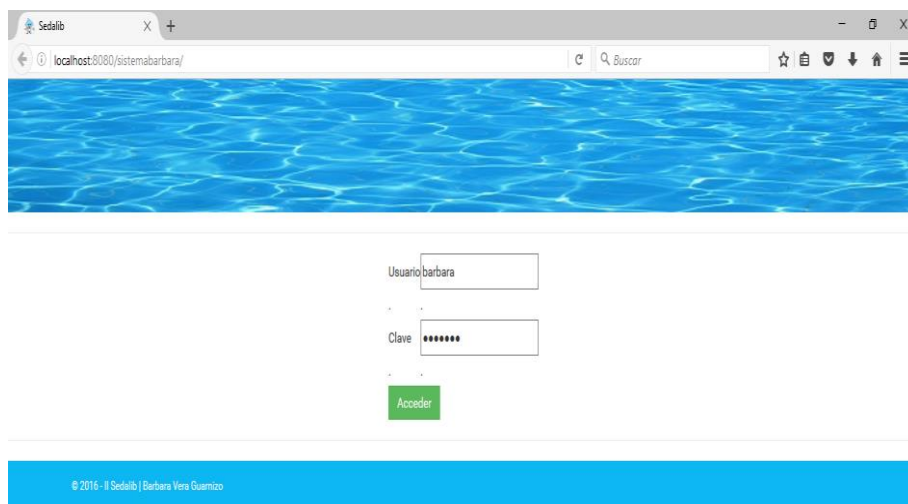 Sedalib
localhost:8080/sistemabarbara/
Buscar
Usuario barbara
Clave •••••••
Acceder
© 2016 - II Sedalib | Barbara Vera Guarnizo